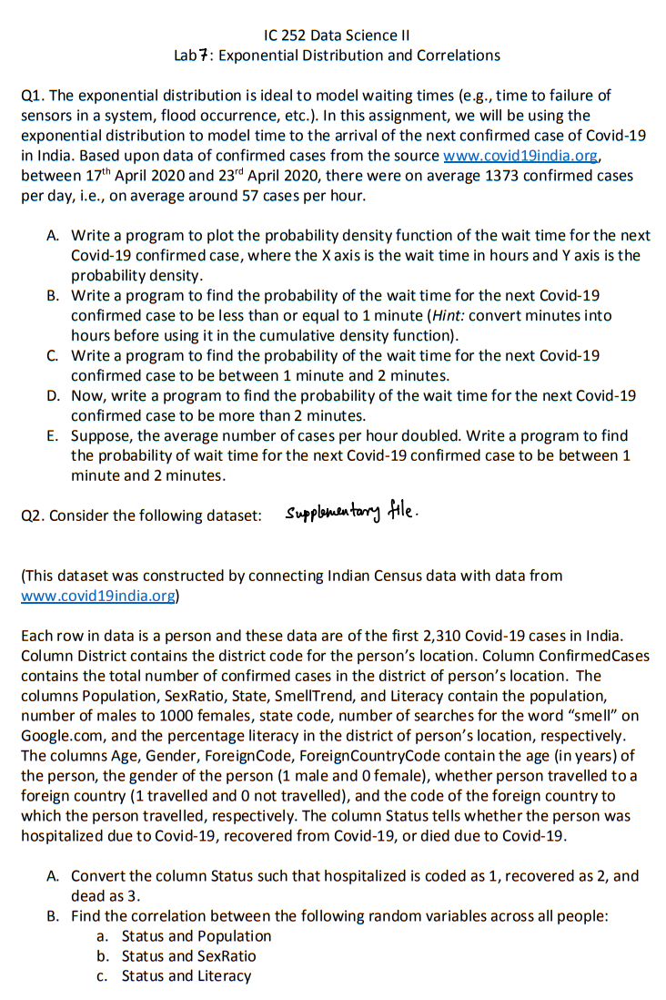 IC 252 Data Science II
Lab 7: Exponential Distribution and Correlations
Q1. The exponential distribution is ideal to model waiting times (e.g., time to failure of
sensors in a system, flood occurrence, etc.). In this assignment, we will be using the
exponential distribution to model time to the arrival of the next confirmed case of Covid-19
in India. Based upon data of confirmed cases from the source www.covid19india.org,
between 17th April 2020 and 23rd April 2020, there were on average 1373 confirmed cases
per day, i.e., on average around 57 cases per hour.
A. Write a program to plot the probability density function of the wait time for the next
Covid-19 confirmed case, where the X axis is the wait time in hours and Y axis is the
probability density.
B. Write a program to find the probability of the wait time for the next Covid-19
confirmed case to be less than or equal to 1 minute (Hint: convert minutes into
hours before using it in the cumulative density function).
C. Write a program to find the probability of the wait time for the next Covid-19
confirmed case to be between 1 minute and 2 minutes.
D. Now, write a program to find the probability of the wait time for the next Covid-19
confirmed case to be more than 2 minutes.
E. Suppose, the average number of cases per hour doubled. Write a program to find
the probability of wait time for the next Covid-19 confirmed case to be between 1
minute and 2 minutes.
Q2. Consider the following dataset: Supplementary file.
(This dataset was constructed by connecting Indian Census data with data from
www.covid19india.org)
Each row in data is a person and these data are of the first 2,310 Covid-19 cases in India.
Column District contains the district code for the person's location. Column ConfirmedCases
contains the total number of confirmed cases in the district of person's location. The
columns Population, SexRatio, State, SmellTrend, and Literacy contain the population,
number of males to 1000 females, state code, number of searches for the word "smell" on
Google.com, and the percentage literacy in the district of person's location, respectively.
The columns Age, Gender, ForeignCode, ForeignCountryCode contain the age (in years) of
the person, the gender of the person (1 male and 0 female), whether person travelled to a
foreign country (1 travelled and 0 not travelled), and the code of the foreign country to
which the person travelled, respectively. The column Status tells whether the person was
hospitalized due to Covid-19, recovered from Covid-19, or died due to Covid-19.
A. Convert the column Status such that hospitalized is coded as 1, recovered as 2, and
dead as 3.
B. Find the correlation between the following random variables across all people:
a. Status and Population
b. Status and SexRatio
c. Status and Literacy